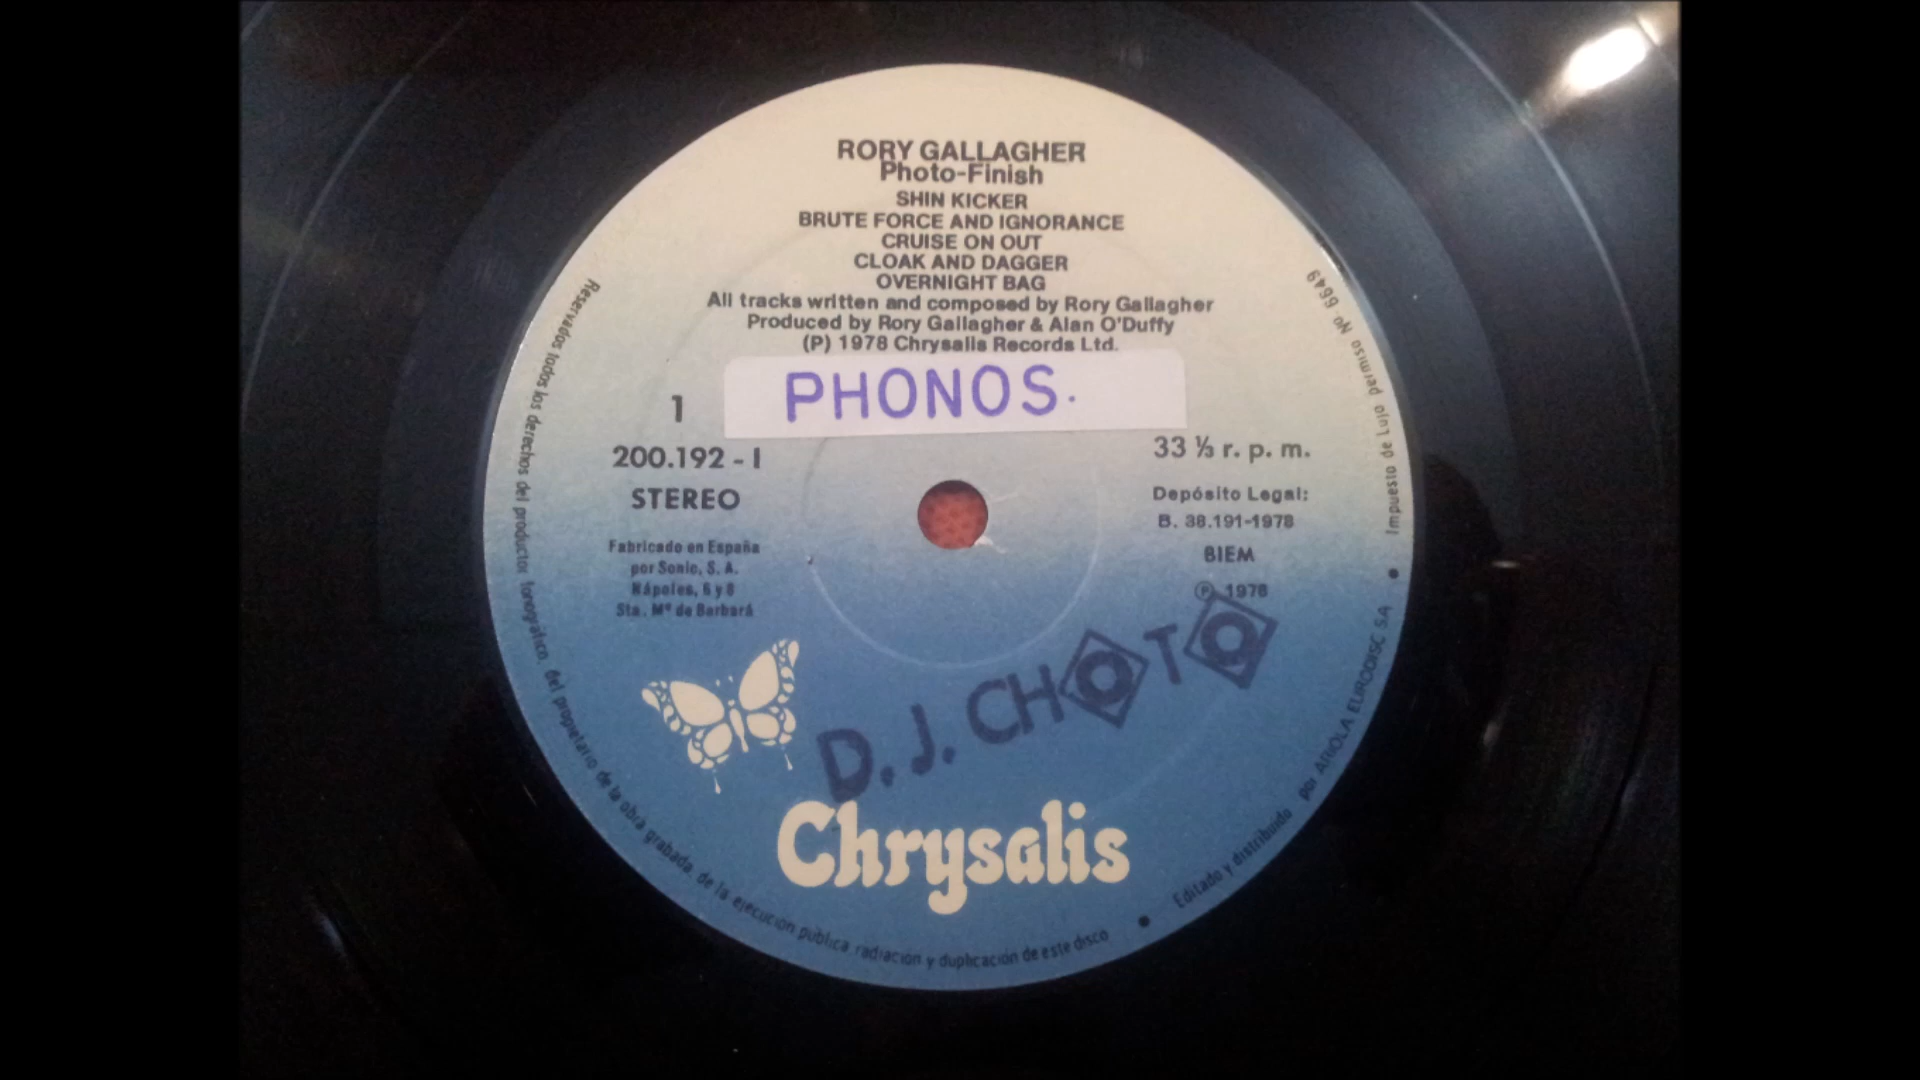 RORY GALLAGHER
Photo-Finish
SHIN KICKER
BRUTE FORCE AND IGNORANCE
CRUISE ON OUT
CLOAK AND DAGGER
OVERNIGHT BAG
All tracks written and composed by Rory Gallagher
Produced by Rory Gallagher & Alan O'Duffy
(P) 1978 Chrysalis Records Ltd.
PHONOS.
1
200.192 - I
STEREO
Fabricado en España
por Sonic, S. A.
Nápoles, 6 y 8
Sta. Mª de Barbará
33 ⅓ r. p. m.
Depósito Legal:
B. 38.191-1978
BIEM
Ⓟ 1978
D.J. CHOTO
Chrysalis
Reservados todos los derechos del productor fonográfico, del propietario de la obra grabada, de la ejecución pública radiación y duplicación de este disco
• Editado y distribuido por ARIOLA EURODISC S.A. • Impuesto de Lujo permiso No. 6649